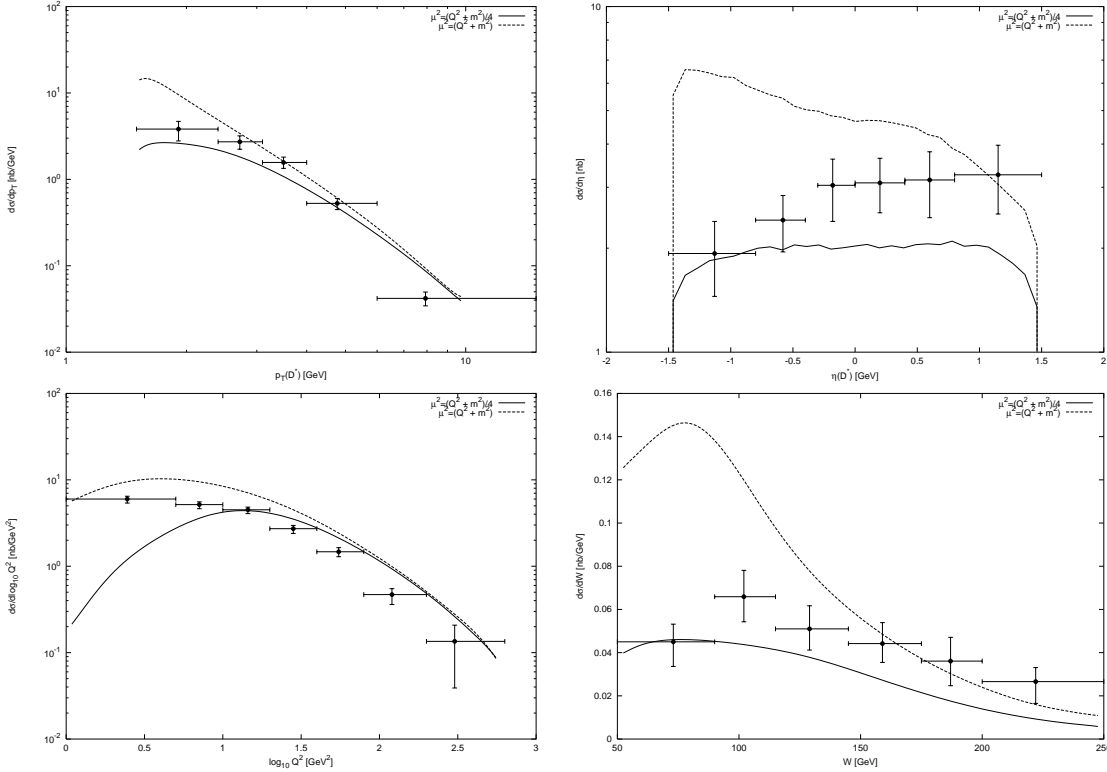 10²
10¹
10⁰
10⁻¹
10⁻²
1
10
dσ/dp_T [nb/GeV]
p_T(D*) [GeV]
μ²=(Q² + m²)/4
μ²=(Q² + m²)
10
1
-2
-1.5
-1
-0.5
0
0.5
1
1.5
2
dσ/dη [nb]
η(D*) [GeV]
μ²=(Q² + m²)/4
μ²=(Q² + m²)
10²
10¹
10⁰
10⁻¹
10⁻²
0
0.5
1
1.5
2
2.5
3
dσ/dlog₁₀ Q² [nb/GeV²]
log₁₀ Q² [GeV²]
μ²=(Q² + m²)/4
μ²=(Q² + m²)
0.16
0.14
0.12
0.1
0.08
0.06
0.04
0.02
0
50
100
150
200
250
dσ/dW [nb/GeV]
W [GeV]
μ²=(Q² + m²)/4
μ²=(Q² + m²)